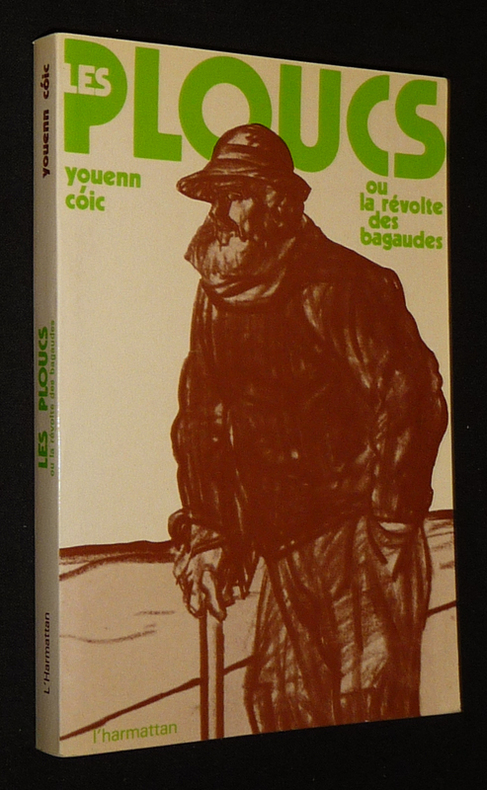 LES
PLOUCS
youenn
cóic
ou
la révolte
des
bagaudes
l'harmattan
youenn cóic
LES PLOUCS
ou la révolte des bagaudes
L'Harmattan